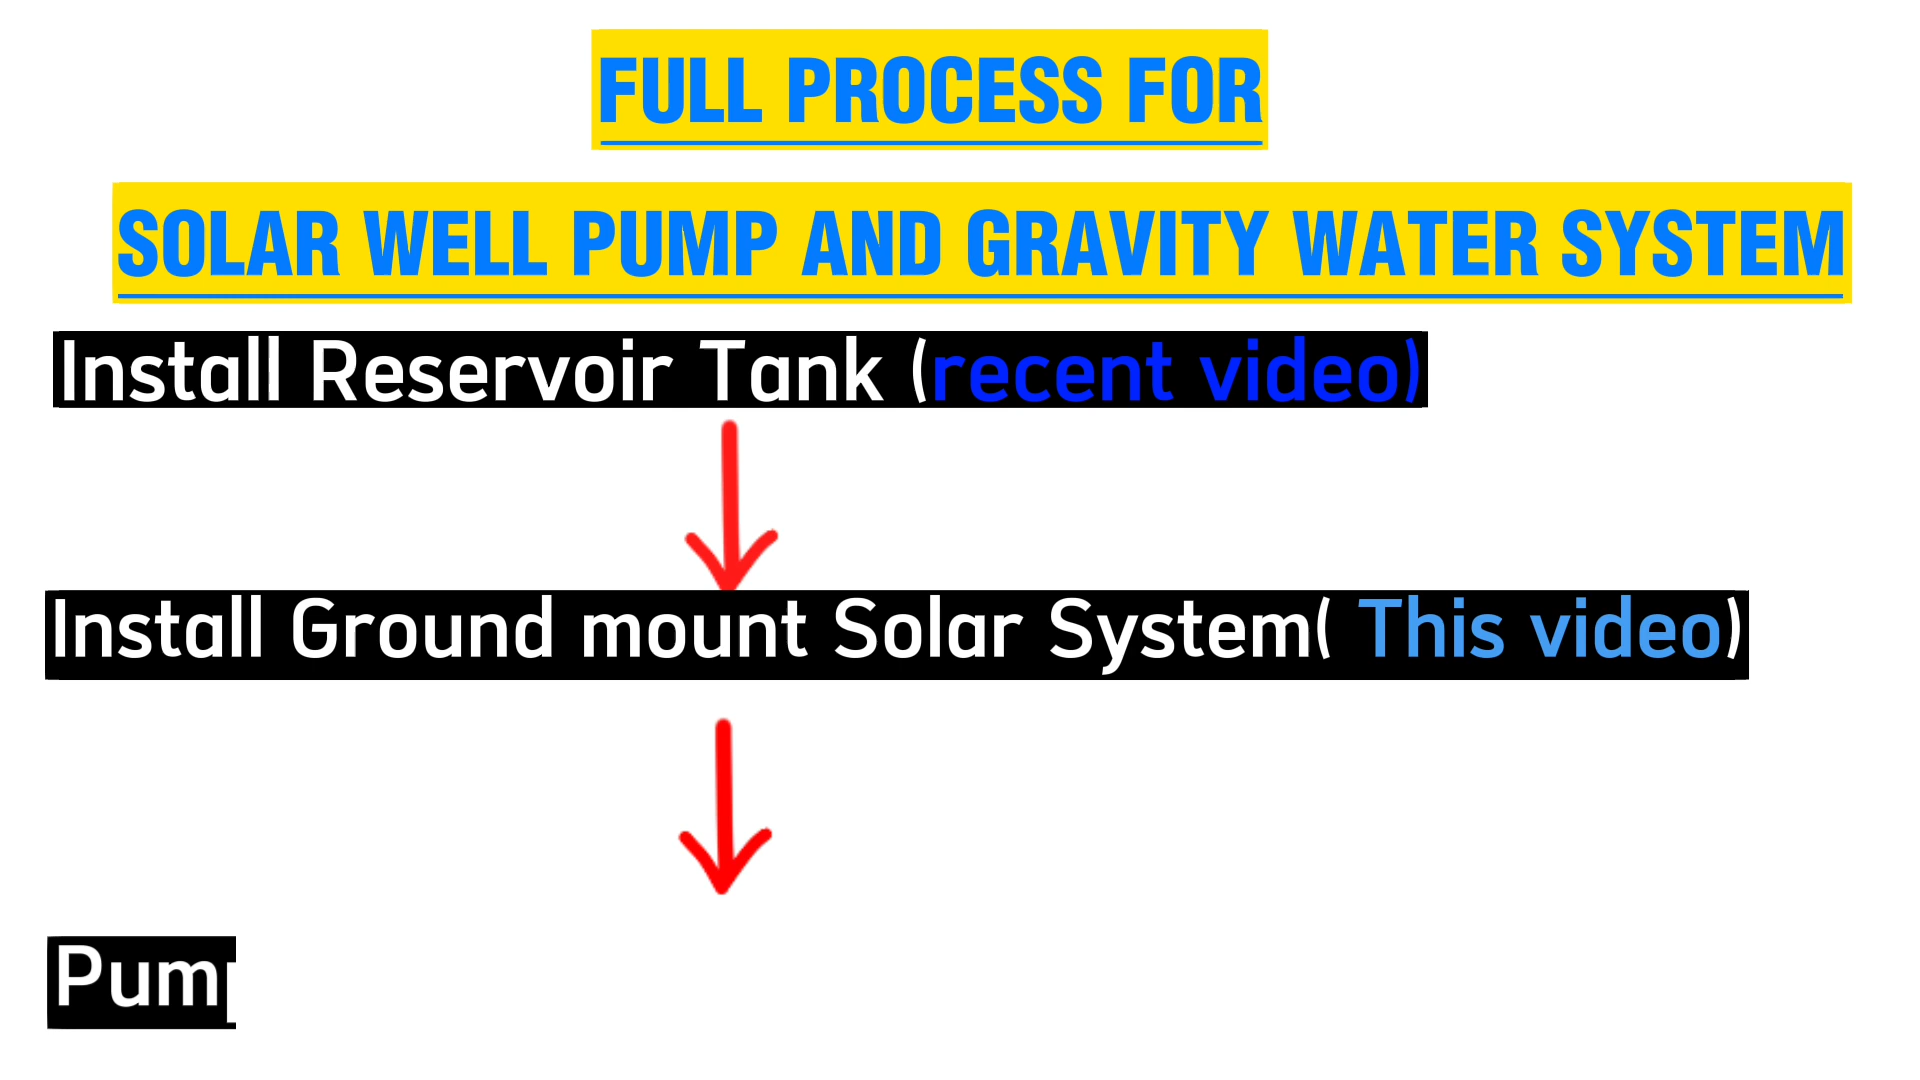 FULL PROCESS FOR
SOLAR WELL PUMP AND GRAVITY WATER SYSTEM
Install Reservoir Tank (recent video)
Install Ground mount Solar System( This video)
Pum